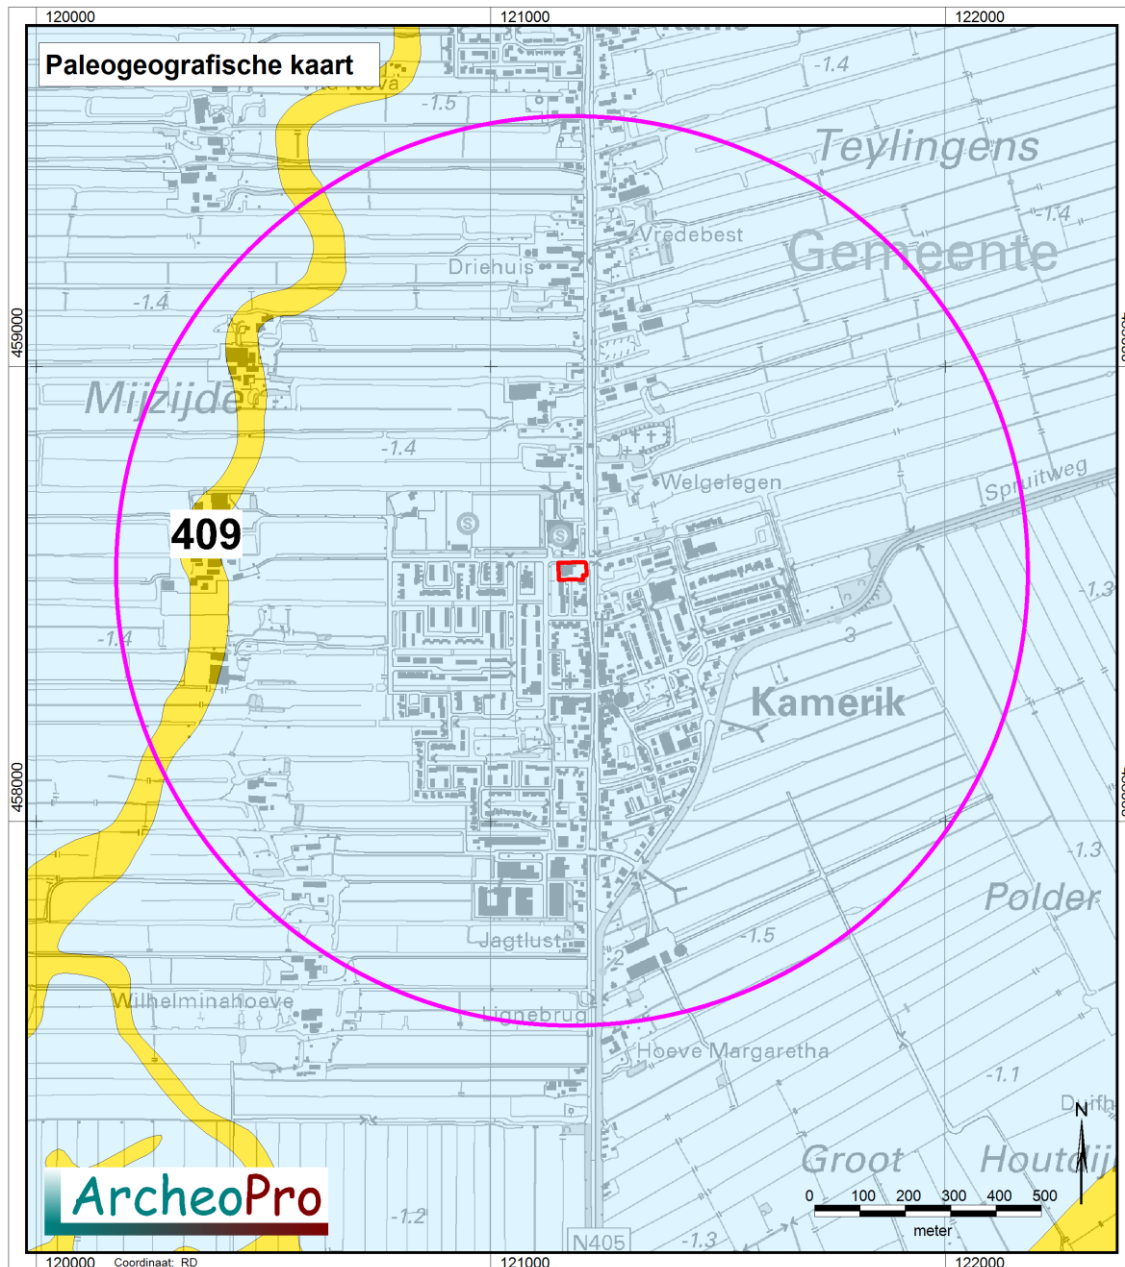 120000
121000
122000
Paleogeografische kaart
-1.4
-1.5
Teylingens
-1.4
Vredebest
Gemeente
Driehuis
-1.4
459000
Mijzijde
-1.4
Welgelegen
Spruitweg
S
S
409
-1.3
-1.4
3
Kamerik
458000
-1.3
Polder
Jagtlust
-1.5
2
Wilhelminahoeve
Lignebrug
Hoeve Margaretha
-1.1
N
Groot
Houtdij
ArcheoPro
0
100
200
300
400
500
meter
-1.2
N405
-1.3
120000
Coordinaat: RD
121000
122000